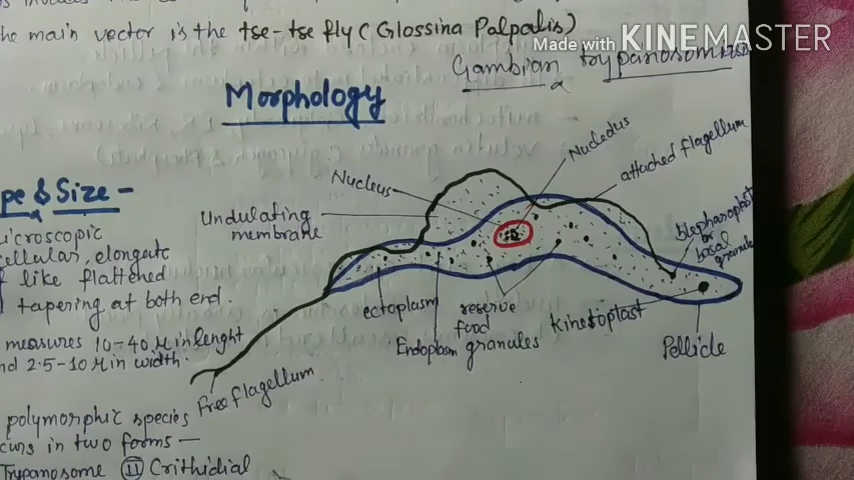 the main vector is the tse-tse fly (Glossina Palpalis)
Made with KINEMASTER
Gambian trypanosomiasis
Morphology
Nucleolus
Nucleus
attached flagellum
pe & Size -
Undulating
membrane
blepharoplast
or
basal
granule
icroscopic
cellular, elongate
like flattened
tapering at both end.
measures 10-40 μ in lenght
nd 2.5-10 μ in width.
ectoplasm
Endoplasm
reserve
food
granules
Kinetoplast
Pellicle
Free flagellum
polymorphic species
ccurs in two forms —
Trypanosome II Crithidial